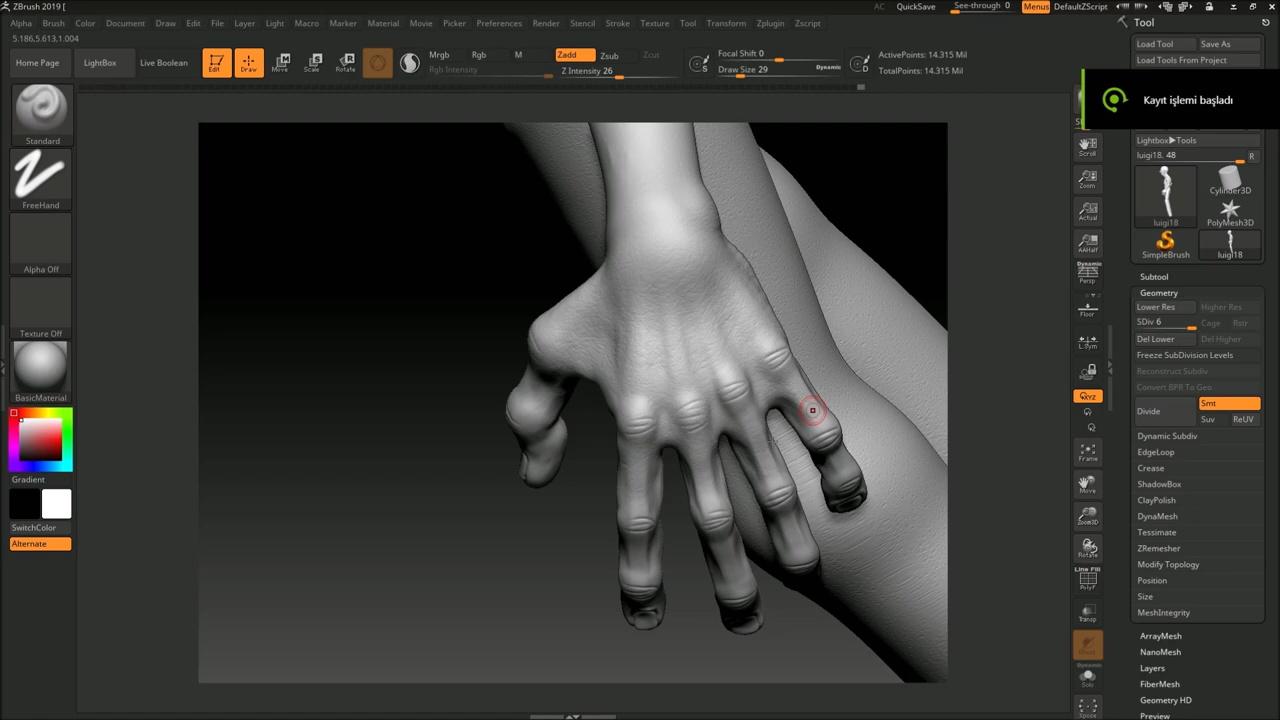 ZBrush 2019 [
AC QuickSave See-through 0 Menus DefaultZScript
Alpha Brush Color Document Draw Edit File Layer Light Macro Marker Material Movie Picker Preferences Render Stencil Stroke Texture Tool Transform Zplugin Zscript
5.186,5.613,1.004
Home Page LightBox Live Boolean Edit Draw Move Scale Rotate
Mrgb Rgb M Zadd Zsub Zcut
Rgb Intensity Z Intensity 26
Focal Shift 0
Draw Size 29 Dynamic
S
D
ActivePoints: 14.315 Mil
TotalPoints: 14.315 Mil
Standard
FreeHand
Alpha Off
Texture Off
BasicMaterial
Gradient
SwitchColor
Alternate
Scroll
Zoom
Actual
AAHalf
Dynamic
Persp
Floor
L.Sym
XYZ
Frame
Move
Zoom3D
Rotate
Line Fill
PolyF
Transp
Ghost
Dynamic
Solo
Xpose
Tool
Load Tool Save As
Load Tools From Project
Kayıt işlemi başladı
Lightbox▶Tools
luigi18. 48 R
luigi18
Cylinder3D
PolyMesh3D
SimpleBrush
luigi18
Subtool
Geometry
Lower Res Higher Res
SDiv 6 Cage Rstr
Del Lower Del Higher
Freeze SubDivision Levels
Reconstruct Subdiv
Convert BPR To Geo
Divide Smt
Suv ReUV
Dynamic Subdiv
EdgeLoop
Crease
ShadowBox
ClayPolish
DynaMesh
Tessimate
ZRemesher
Modify Topology
Position
Size
MeshIntegrity
ArrayMesh
NanoMesh
Layers
FiberMesh
Geometry HD
Preview